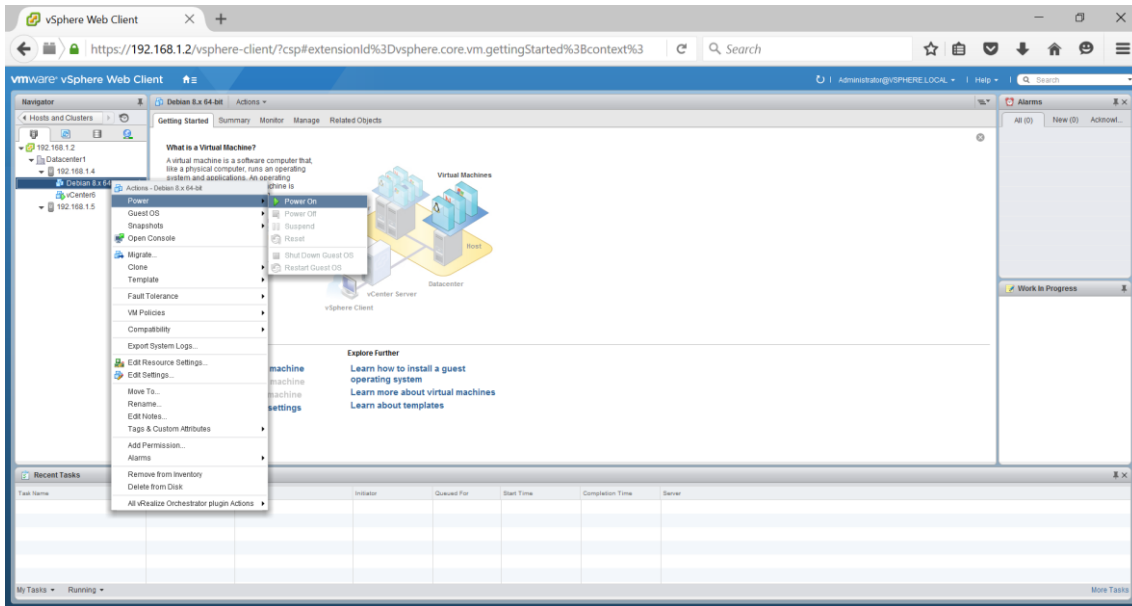 vSphere Web Client
https://192.168.1.2/vsphere-client/?csp#extensionId%3Dvsphere.core.vm.gettingStarted%3Bcontext%3
Search
vmware® vSphere Web Client
Administrator@VSPHERE.LOCAL
Help
Search
Navigator
Hosts and Clusters
192.168.1.2
Datacenter1
192.168.1.4
Debian 8.x 64
vCenter6
192.168.1.5
Debian 8.x 64-bit
Actions
Getting Started
Summary
Monitor
Manage
Related Objects
What is a Virtual Machine?
A virtual machine is a software computer that,
like a physical computer, runs an operating
system and applications. An operating
chine is
Virtual Machines
Host
Datacenter
vCenter Server
vSphere Client
Actions - Debian 8.x 64-bit
Power
Guest OS
Snapshots
Open Console
Migrate...
Clone
Template
Fault Tolerance
VM Policies
Compatibility
Export System Logs...
Edit Resource Settings...
Edit Settings...
Move To...
Rename...
Edit Notes...
Tags & Custom Attributes
Add Permission...
Alarms
Remove from Inventory
Delete from Disk
All vRealize Orchestrator plugin Actions
Power On
Power Off
Suspend
Reset
Shut Down Guest OS
Restart Guest OS
machine
machine
machine
settings
Explore Further
Learn how to install a guest
operating system
Learn more about virtual machines
Learn about templates
Alarms
All (0)
New (0)
Acknowl...
Work In Progress
Recent Tasks
Task Name
Initiator
Queued For
Start Time
Completion Time
Server
My Tasks
Running
More Tasks